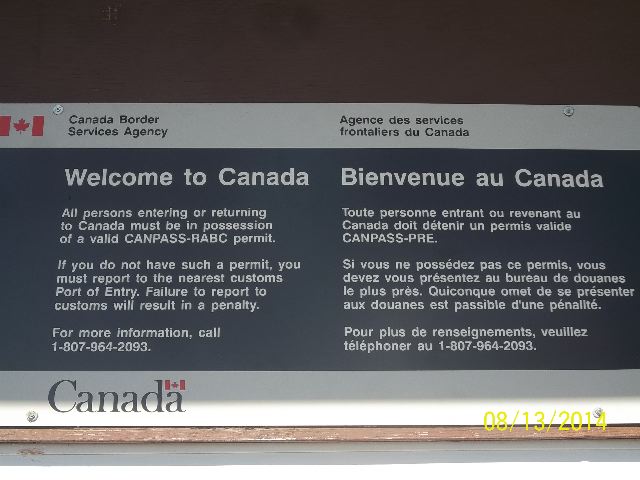 Canada Border
Services Agency
Agence des services
frontaliers du Canada
Welcome to Canada
All persons entering or returning
to Canada must be in possession
of a valid CANPASS-RABC permit.
If you do not have such a permit, you
must report to the nearest customs
Port of Entry. Failure to report to
customs will result in a penalty.
For more information, call
1-807-964-2093.
Bienvenue au Canada
Toute personne entrant ou revenant au
Canada doit détenir un permis valide
CANPASS-PRE.
Si vous ne possédez pas ce permis, vous
devez vous présentez au bureau de douanes
le plus près. Quiconque omet de se présenter
aux douanes est passible d'une pénalité.
Pour plus de renseignements, veuillez
téléphoner au 1-807-964-2093.
Canada
08/13/2014